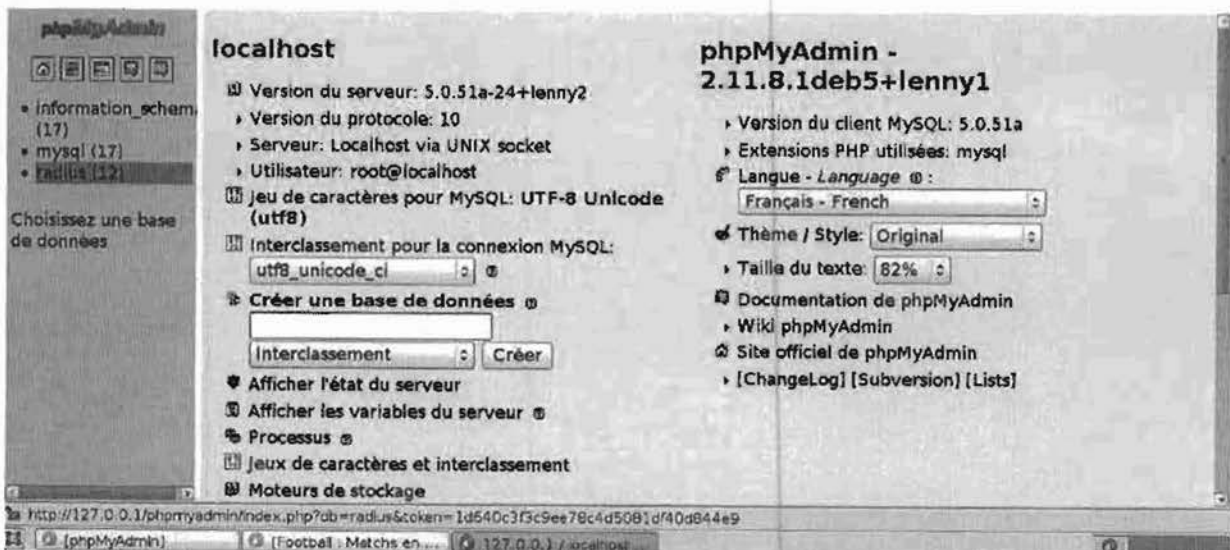 phpMyAdmin
information_schem
(17)
mysql (17)
radius (12)
Choisissez une base
de données
localhost
Version du serveur: 5.0.51a-24+lenny2
Version du protocole: 10
Serveur: Localhost via UNIX socket
Utilisateur: root@localhost
Jeu de caractères pour MySQL: UTF-8 Unicode
(utf8)
Interclassement pour la connexion MySQL:
utf8_unicode_ci
Créer une base de données
Interclassement
Créer
Afficher l'état du serveur
Afficher les variables du serveur
Processus
Jeux de caractères et interclassement
Moteurs de stockage
phpMyAdmin -
2.11.8.1deb5+lenny1
Version du client MySQL: 5.0.51a
Extensions PHP utilisées: mysql
Langue - Language :
Français - French
Thème / Style: Original
Taille du texte: 82%
Documentation de phpMyAdmin
Wiki phpMyAdmin
Site officiel de phpMyAdmin
[ChangeLog] [Subversion] [Lists]
http://127.0.0.1/phpmyadmin/index.php?db=radius&token=1d640c3f3c9ee78c4d5081df40d844e9
[phpMyAdmin]
[Football : Matchs en ...
127.0.0.1 / localhost ...